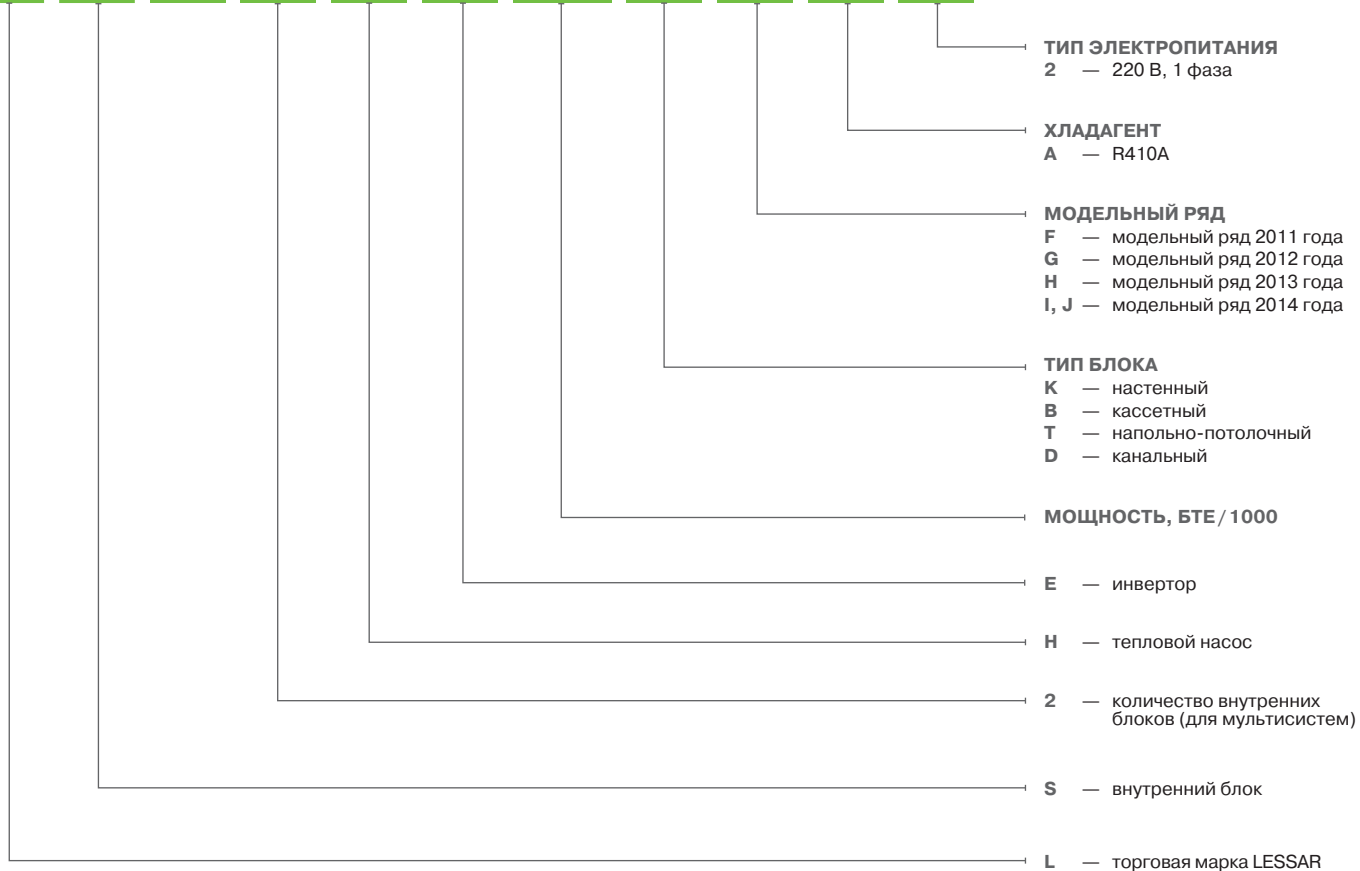 ТИП ЭЛЕКТРОПИТАНИЯ
2 — 220 В, 1 фаза
ХЛАДАГЕНТ
A — R410A
МОДЕЛЬНЫЙ РЯД
F — модельный ряд 2011 года
G — модельный ряд 2012 года
H — модельный ряд 2013 года
I, J — модельный ряд 2014 года
ТИП БЛОКА
K — настенный
B — кассетный
T — напольно-потолочный
D — канальный
МОЩНОСТЬ, БТЕ / 1000
E — инвертор
H — тепловой насос
2 — количество внутренних
блоков (для мультисистем)
S — внутренний блок
L — торговая марка LESSAR